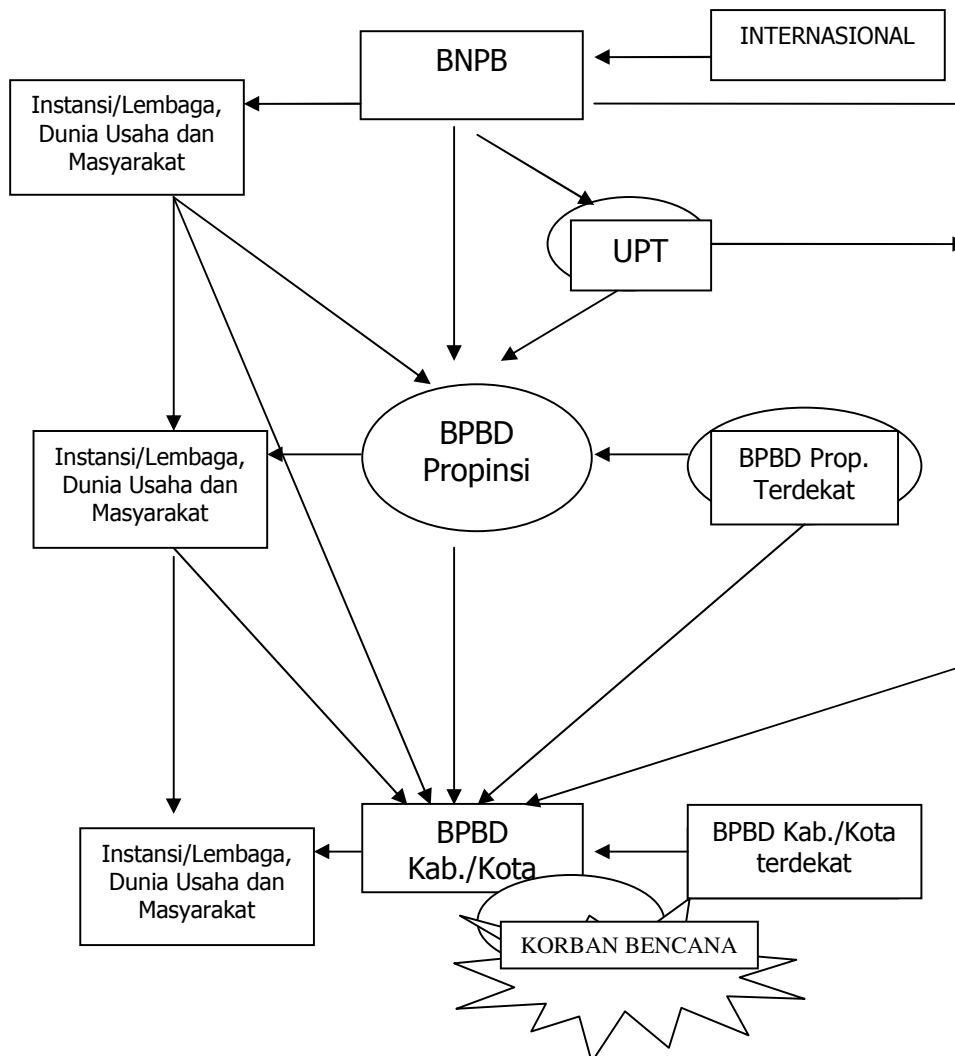 INTERNASIONAL
BNPB
Instansi/Lembaga,
Dunia Usaha dan
Masyarakat
UPT
BPBD
Propinsi
Instansi/Lembaga,
Dunia Usaha dan
Masyarakat
BPBD Prop.
Terdekat
BPBD
Kab./Kota
BPBD Kab./Kota
terdekat
Instansi/Lembaga,
Dunia Usaha dan
Masyarakat
KORBAN BENCANA